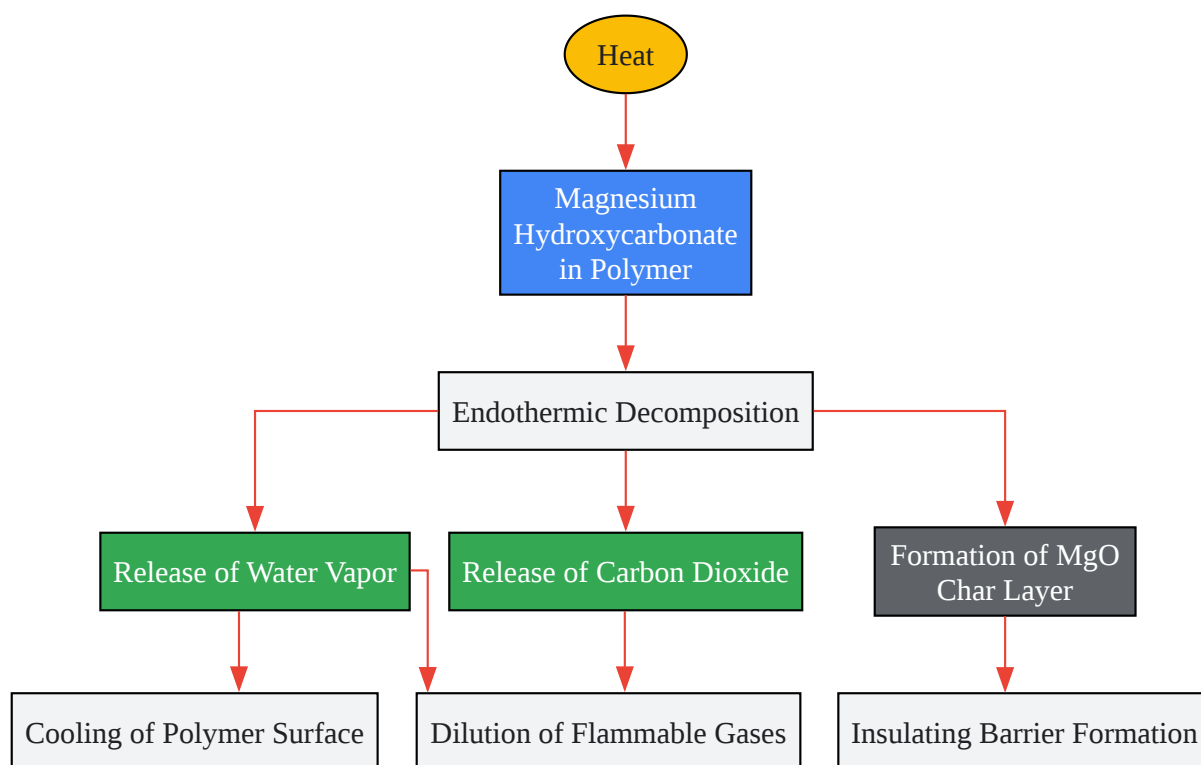 Heat
Magnesium
Hydroxycarbonate
in Polymer
Endothermic Decomposition
Release of Water Vapor
Release of Carbon Dioxide
Formation of MgO
Char Layer
Cooling of Polymer Surface
Dilution of Flammable Gases
Insulating Barrier Formation